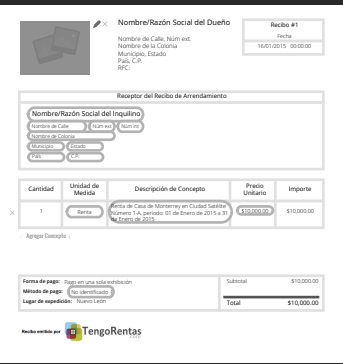 Nombre/Razón Social del Dueño
Nombre de Calle, Núm ext.
Nombre de la Colonia
Municipio, Estado
País, C.P.
RFC:
Recibo #1
Fecha
16/01/2015 00:00:00
Receptor del Recibo de Arrendamiento
Nombre/Razón Social del Inquilino
Nombre de Calle Núm ext Núm int
Nombre de Colonia
Municipio Estado
País C.P.
Cantidad Unidad de Medida Descripción de Concepto Precio Unitario Importe
1 Renta Renta de Casa de Monterrey en Ciudad Satélite $10,000.00 $10,000.00
Número 1-A, periodo: 01 de Enero de 2015 a 31
de Enero de 2015
Agregar Concepto
Forma de pago: Pago en una sola exhibición
Método de pago: No identificado
Lugar de expedición: Nuevo León
Subtotal $10,000.00
Total $10,000.00
Recibo emitido por TengoRentas
.com